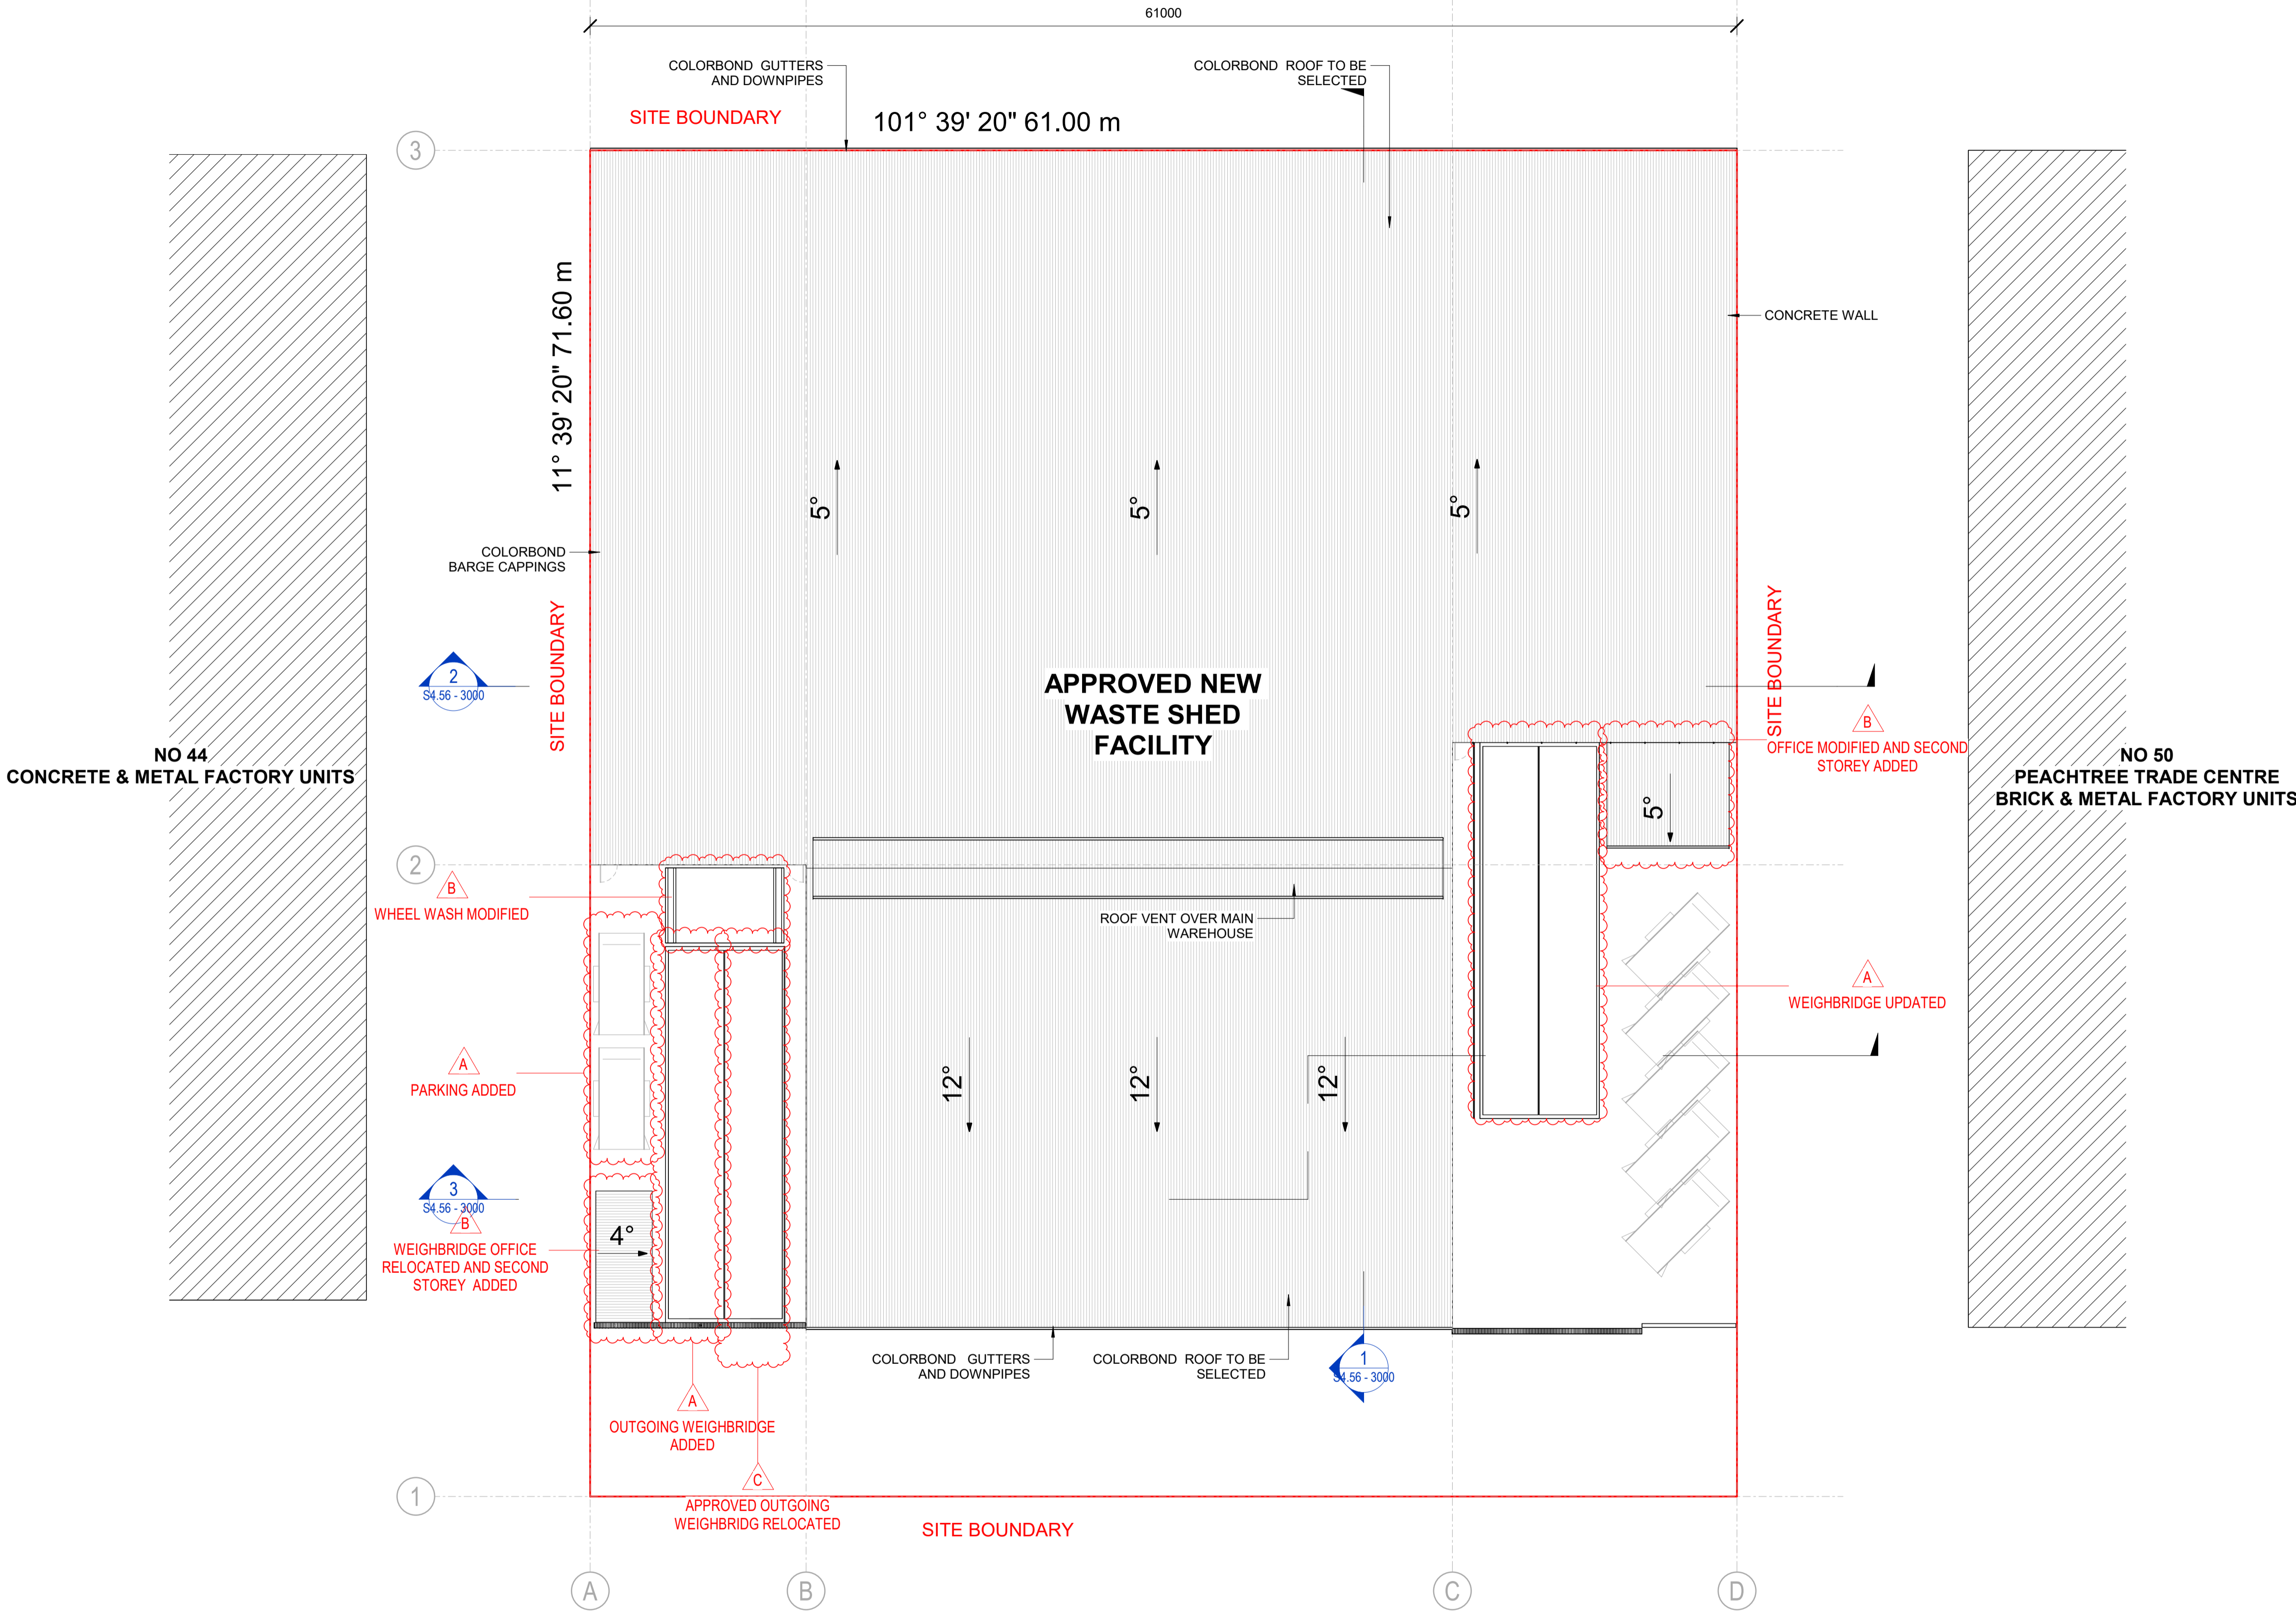 61000
COLORBOND GUTTERS
AND DOWNPIPES
COLORBOND ROOF TO BE
SELECTED
SITE BOUNDARY
101° 39' 20" 61.00 m
3
11° 39' 20" 71.60 m
CONCRETE WALL
5°
5°
5°
COLORBOND
BARGE CAPPINGS
SITE BOUNDARY
SITE BOUNDARY
2
S4.56 - 3000
APPROVED NEW
WASTE SHED
FACILITY
B
OFFICE MODIFIED AND SECOND
STOREY ADDED
NO 44
CONCRETE & METAL FACTORY UNITS
NO 50
PEACHTREE TRADE CENTRE
BRICK & METAL FACTORY UNITS
5°
2
B
WHEEL WASH MODIFIED
ROOF VENT OVER MAIN
WAREHOUSE
A
WEIGHBRIDGE UPDATED
A
PARKING ADDED
12°
12°
12°
3
S4.56 - 3000
B
WEIGHBRIDGE OFFICE
RELOCATED AND SECOND
STOREY ADDED
4°
COLORBOND GUTTERS
AND DOWNPIPES
COLORBOND ROOF TO BE
SELECTED
1
S4.56 - 3000
A
OUTGOING WEIGHBRIDGE
ADDED
C
APPROVED OUTGOING
WEIGHBRIDG RELOCATED
1
SITE BOUNDARY
A
B
C
D